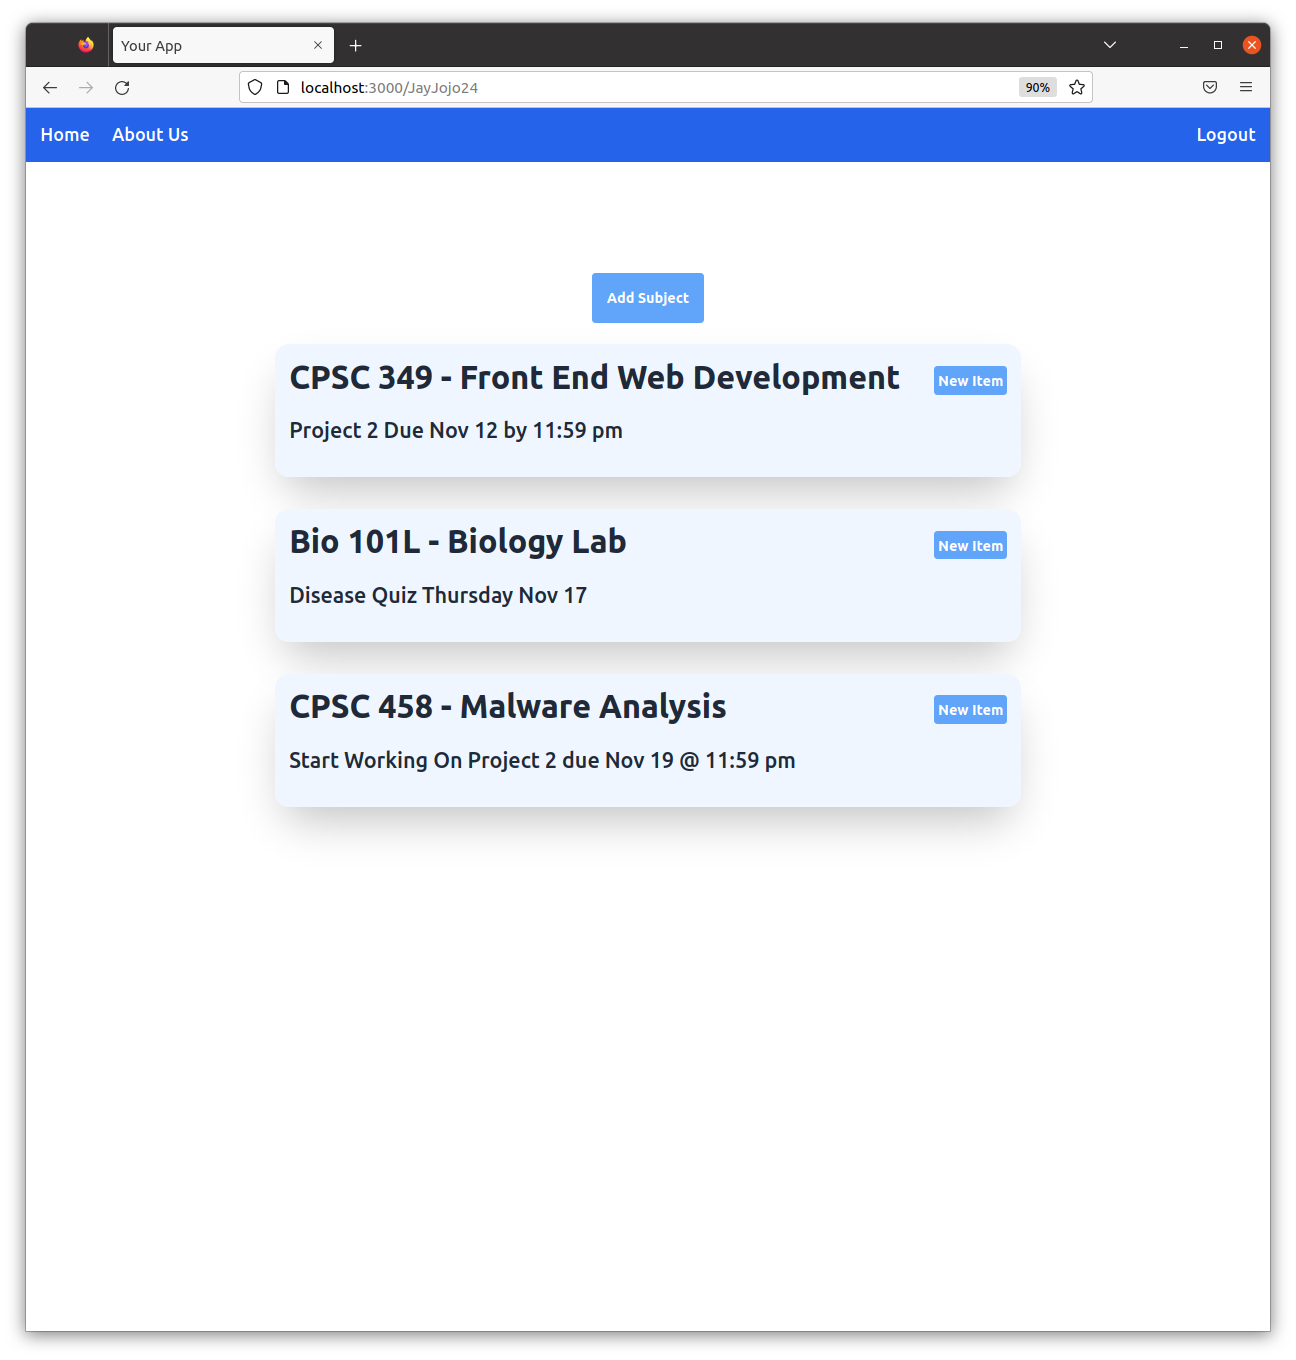 Your App
localhost:3000/JayJojo24
90%
Home About Us Logout
Add Subject
CPSC 349 - Front End Web Development
New Item
Project 2 Due Nov 12 by 11:59 pm
Bio 101L - Biology Lab
New Item
Disease Quiz Thursday Nov 17
CPSC 458 - Malware Analysis
New Item
Start Working On Project 2 due Nov 19 @ 11:59 pm